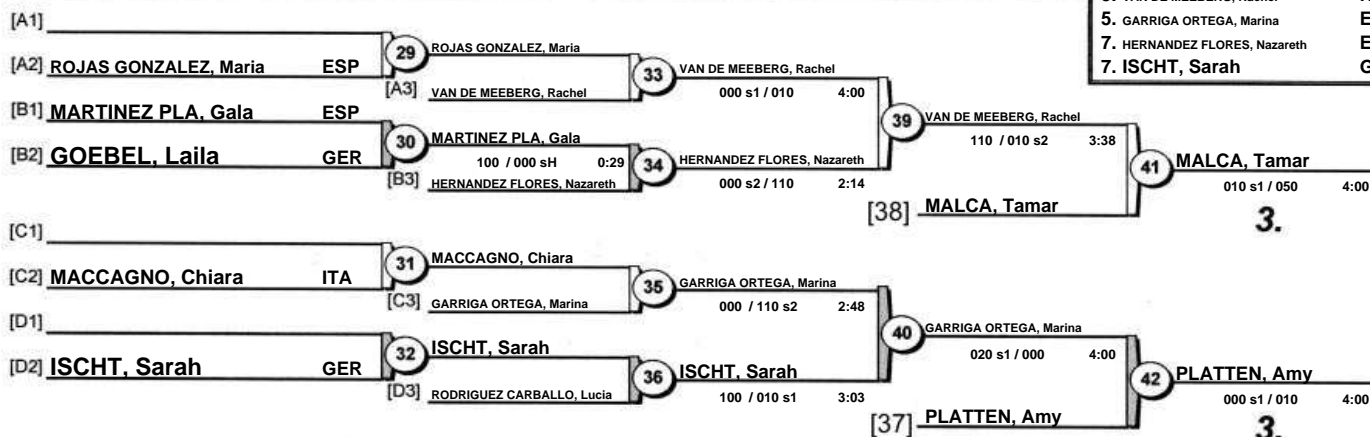 5. VAN DE MEEBERG, Rachel
5. GARRIGA ORTEGA, Marina E
7. HERNANDEZ FLORES, Nazareth E
7. ISCHT, Sarah G
[A1]
[A2] ROJAS GONZALEZ, Maria ESP
29
ROJAS GONZALEZ, Maria
[A3] VAN DE MEEBERG, Rachel
33
VAN DE MEEBERG, Rachel
000 s1 / 010 4:00
[B1] MARTINEZ PLA, Gala ESP
[B2] GOEBEL, Laila GER
30
MARTINEZ PLA, Gala
100 / 000 sH 0:29
[B3] HERNANDEZ FLORES, Nazareth
34
HERNANDEZ FLORES, Nazareth
000 s2 / 110 2:14
39
VAN DE MEEBERG, Rachel
110 / 010 s2 3:38
[38] MALCA, Tamar
41
MALCA, Tamar
010 s1 / 050 4:00
3.
[C1]
[C2] MACCAGNO, Chiara ITA
31
MACCAGNO, Chiara
[C3] GARRIGA ORTEGA, Marina
35
GARRIGA ORTEGA, Marina
000 / 110 s2 2:48
[D1]
[D2] ISCHT, Sarah GER
32
ISCHT, Sarah
[D3] RODRIGUEZ CARBALLO, Lucia
36
ISCHT, Sarah
100 / 010 s1 3:03
40
GARRIGA ORTEGA, Marina
020 s1 / 000 4:00
[37] PLATTEN, Amy
42
PLATTEN, Amy
000 s1 / 010 4:00
3.